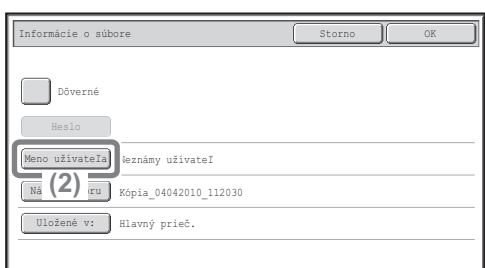 Informácie o súbore Storno OK
Dôverné
Heslo
Meno užívateľa Neznámy užívateľ
(2) Kópia_04042010_112030
Uložené v: Hlavný prieč.